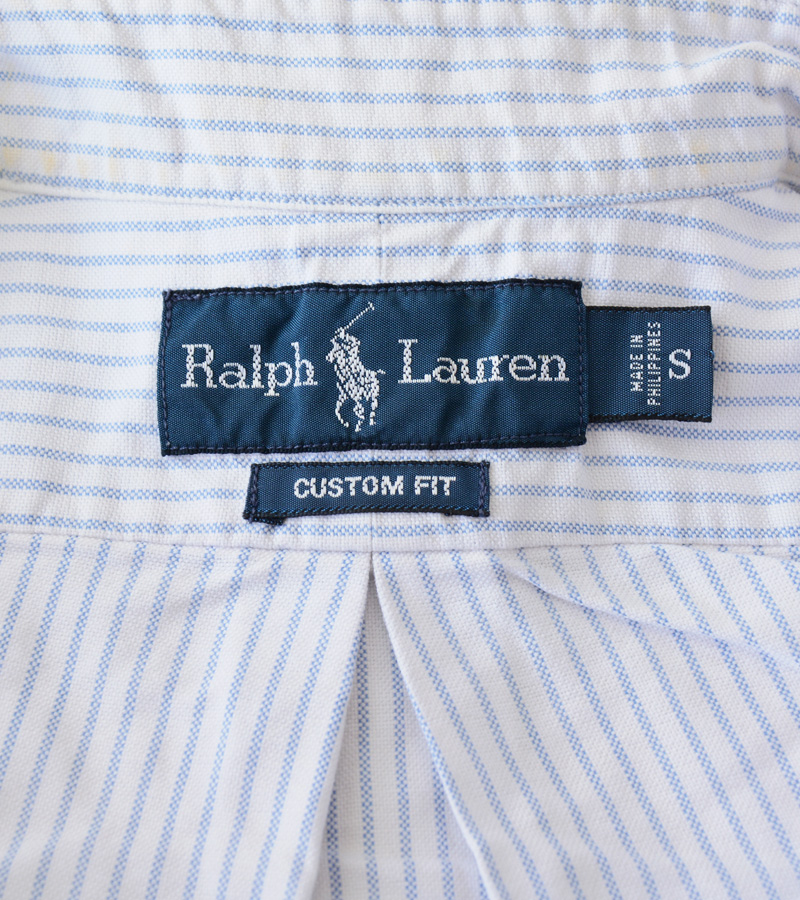 Ralph Lauren
MADE IN
PHILIPPINES
S
CUSTOM FIT